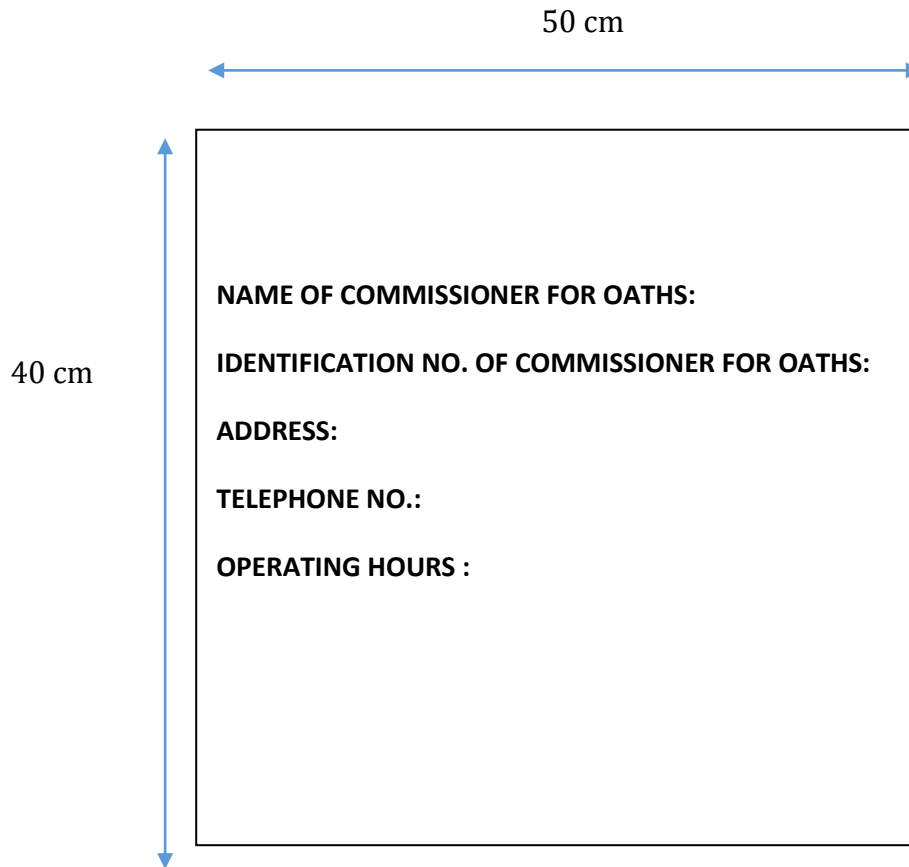 50 cm
40 cm
NAME OF COMMISSIONER FOR OATHS:
IDENTIFICATION NO. OF COMMISSIONER FOR OATHS:
ADDRESS:
TELEPHONE NO.:
OPERATING HOURS :